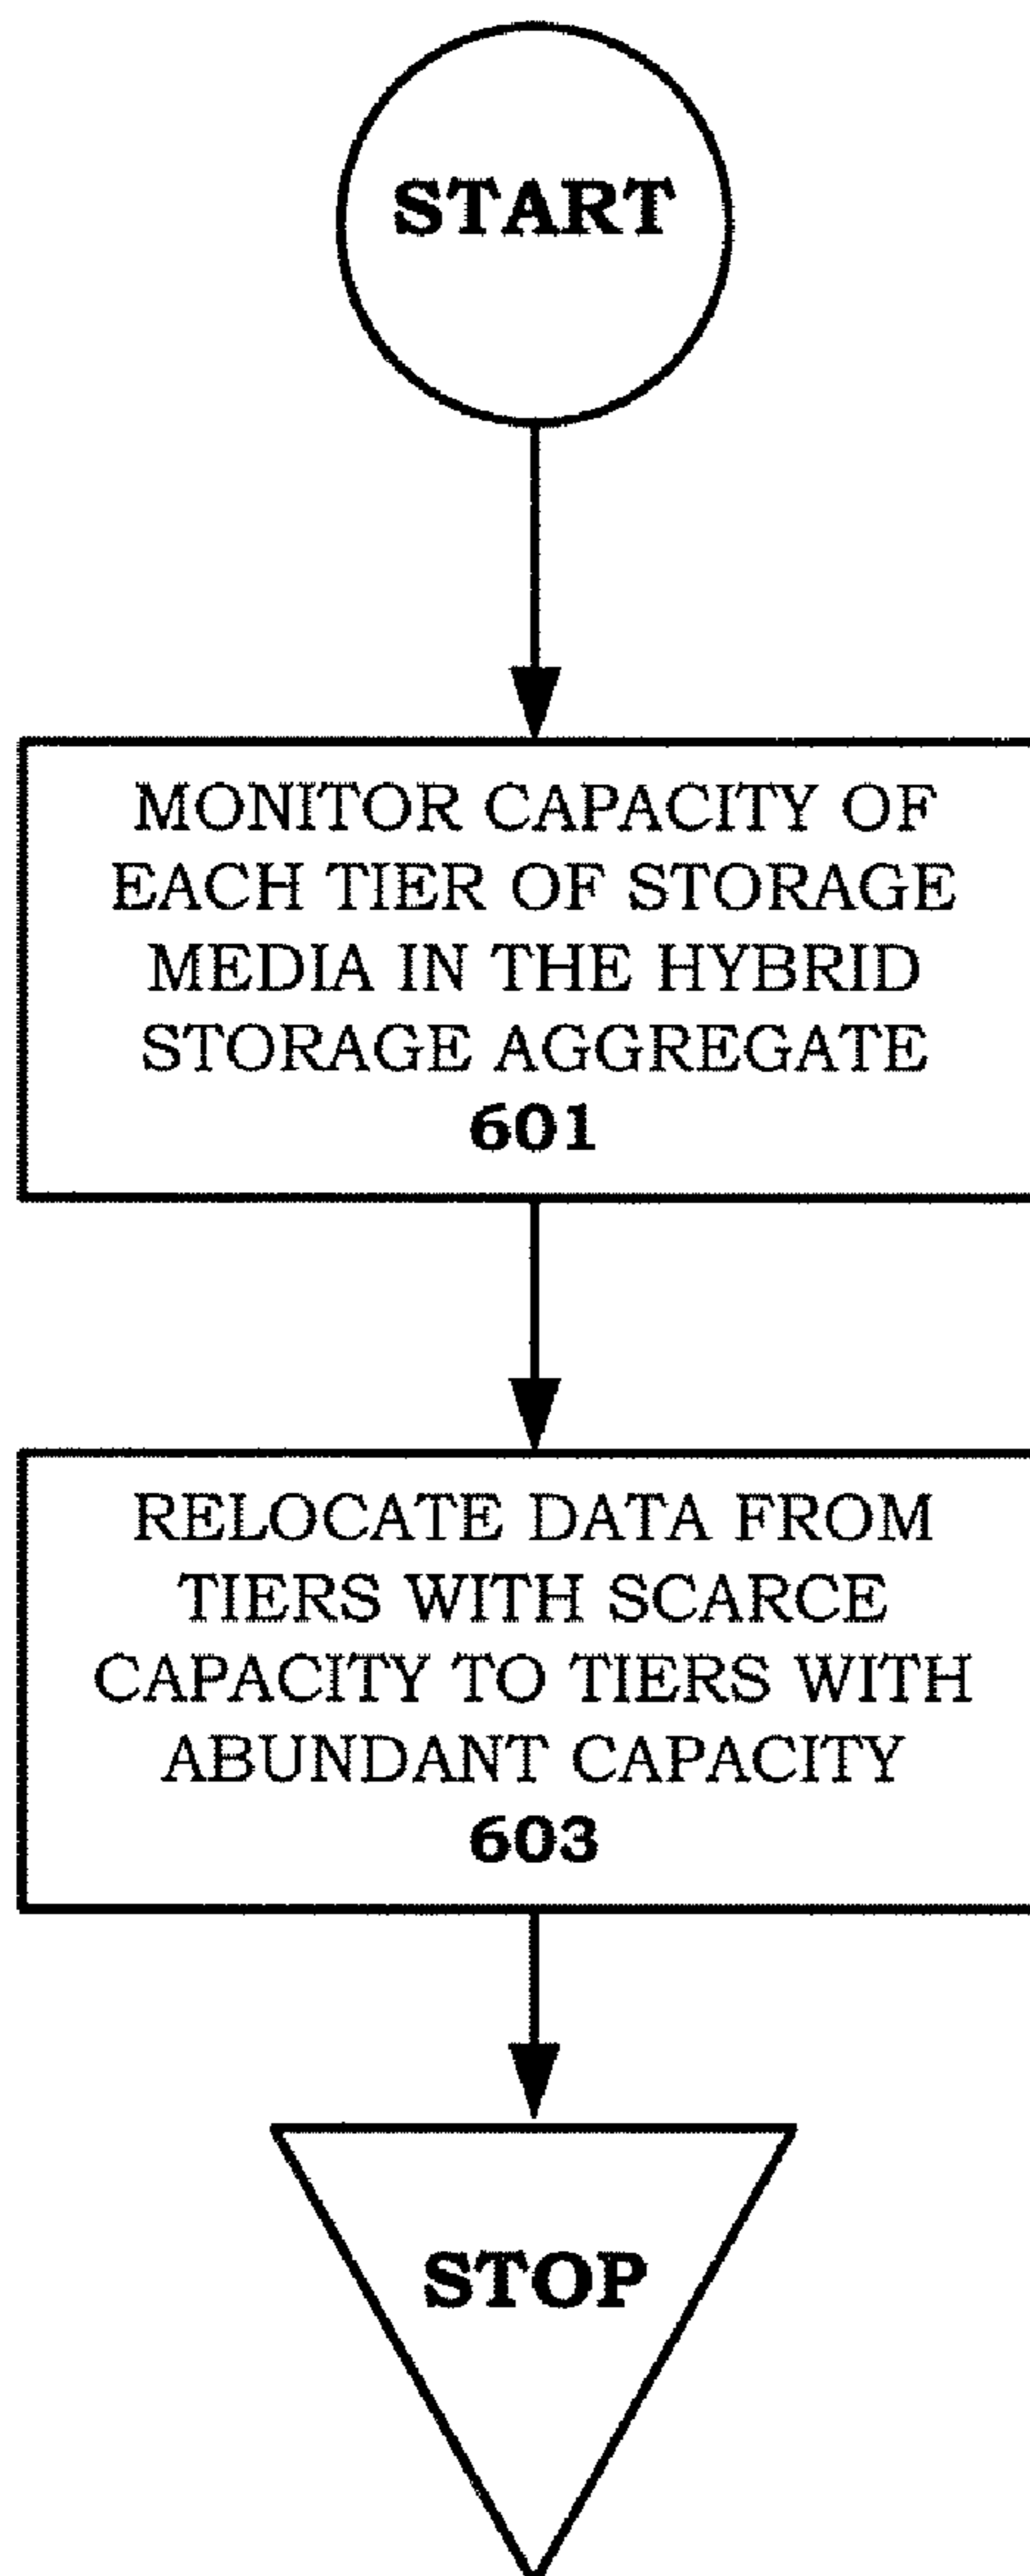 START
MONITOR CAPACITY OF
EACH TIER OF STORAGE
MEDIA IN THE HYBRID
STORAGE AGGREGATE
601
RELOCATE DATA FROM
TIERS WITH SCARCE
CAPACITY TO TIERS WITH
ABUNDANT CAPACITY
603
STOP